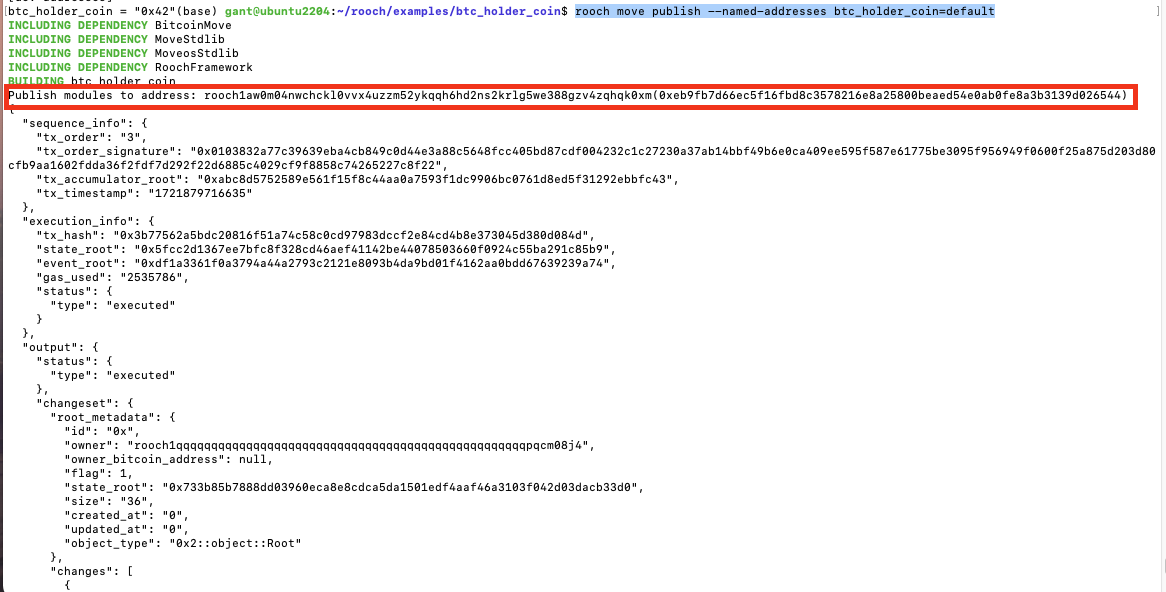 btc_holder_coin = "0x42"(base) gant@ubuntu2204:~/rooch/examples/btc_holder_coin$ rooch move publish --named-addresses btc_holder_coin=default ]
INCLUDING DEPENDENCY BitcoinMove
INCLUDING DEPENDENCY MoveStdlib
INCLUDING DEPENDENCY MoveosStdlib
INCLUDING DEPENDENCY RoochFramework
BUILDING btc_holder_coin
Publish modules to address: rooch1aw0m04nwchckl0vvx4uzzm52ykqqh6hd2ns2krlg5we388gzv4zqhqk0xm(0xeb9fb7d66ec5f16fbd8c3578216e8a25800beaed54e0ab0fe8a3b3139d026544)
{
  "sequence_info": {
    "tx_order": "3",
    "tx_order_signature": "0x0103832a77c39639eba4cb849c0d44e3a88c5648fcc405bd87cdf004232c1c27230a37ab14bbf49b6e0ca409ee595f587e61775be3095f956949f0600f25a875d203d80
cfb9aa1602fdda36f2fdf7d292f22d6885c4029cf9f8858c74265227c8f22",
    "tx_accumulator_root": "0xabc8d5752589e561f15f8c44aa0a7593f1dc9906bc0761d8ed5f31292ebbfc43",
    "tx_timestamp": "1721879716635"
  },
  "execution_info": {
    "tx_hash": "0x3b77562a5bdc20816f51a74c58c0cd97983dccf2e84cd4b8e373045d380d084d",
    "state_root": "0x5fcc2d1367ee7bfc8f328cd46aef41142be44078503660f0924c55ba291c85b9",
    "event_root": "0xdf1a3361f0a3794a44a2793c2121e8093b4da9bd01f4162aa0bdd67639239a74",
    "gas_used": "2535786",
    "status": {
      "type": "executed"
    }
  },
  "output": {
    "status": {
      "type": "executed"
    },
    "changeset": {
      "root_metadata": {
        "id": "0x",
        "owner": "rooch1qqqqqqqqqqqqqqqqqqqqqqqqqqqqqqqqqqqqqqqqqqqqqqqqqqqpqcm08j4",
        "owner_bitcoin_address": null,
        "flag": 1,
        "state_root": "0x733b85b7888dd03960eca8e8cdca5da1501edf4aaf46a3103f042d03dacb33d0",
        "size": "36",
        "created_at": "0",
        "updated_at": "0",
        "object_type": "0x2::object::Root"
      },
      "changes": [
        {